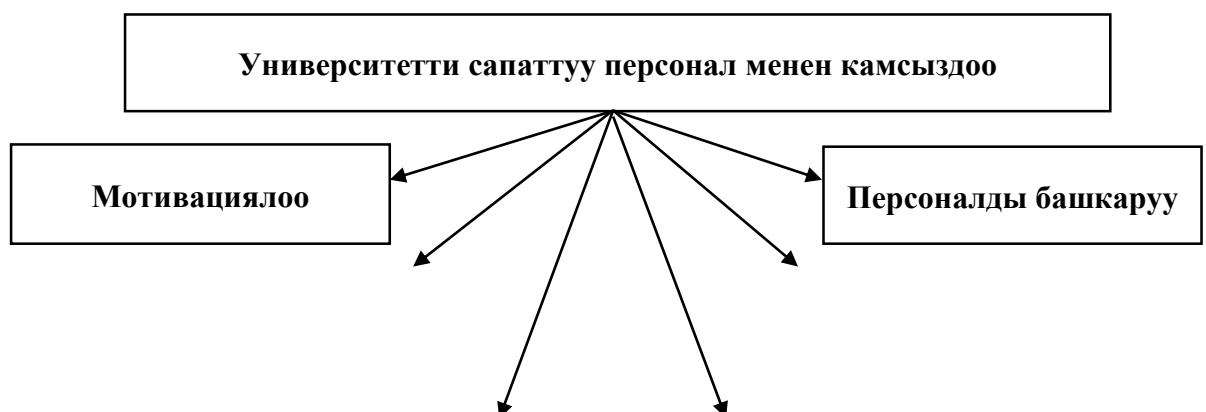 Университетти сапаттуу персонал менен камсыздоо
Мотивациялоо
Персоналды башкаруу